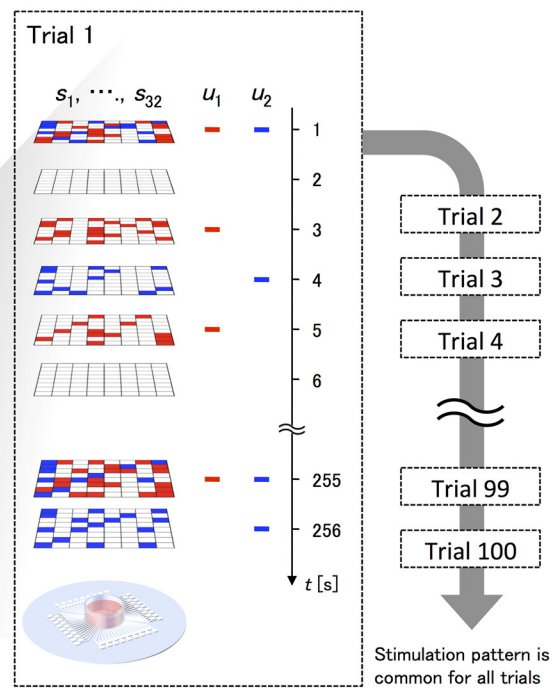 Trial 1
s1, ･･･., s32 u1 u2
1
2
3
4
5
6
255
256
t [s]
Trial 2
Trial 3
Trial 4
Trial 99
Trial 100
Stimulation pattern is
common for all trials